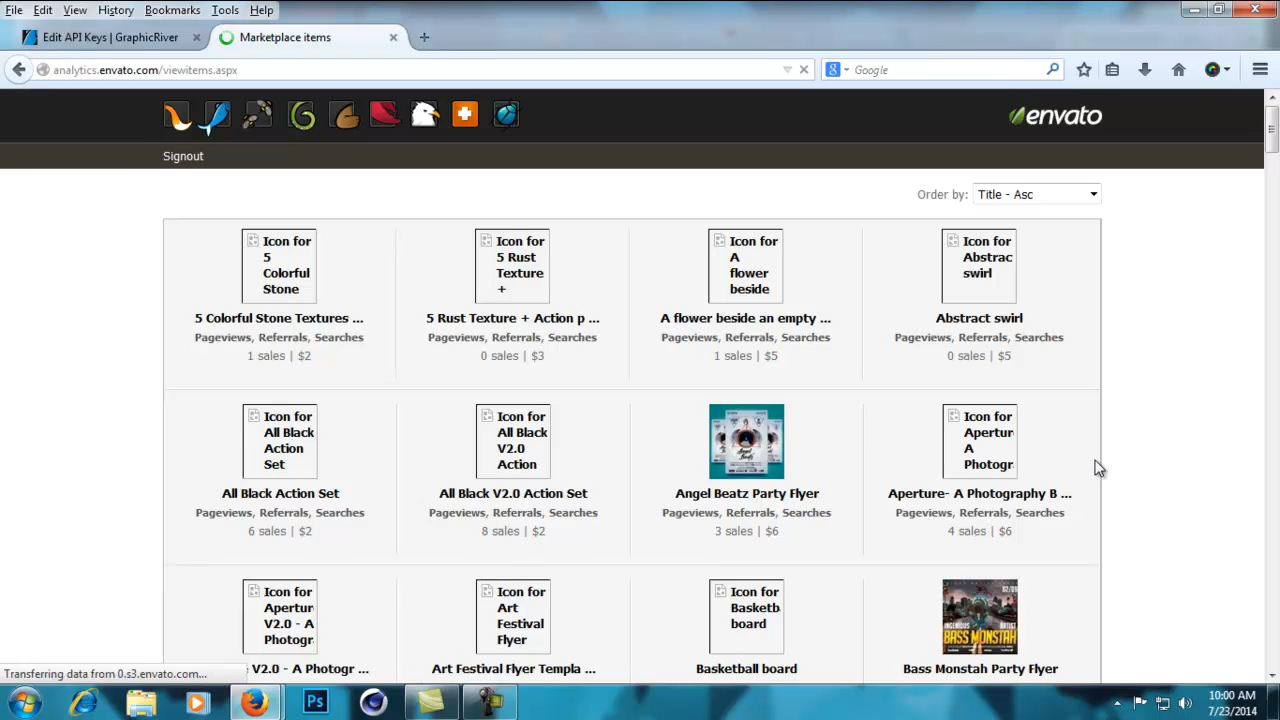 File Edit View History Bookmarks Tools Help
Edit API Keys | GraphicRiver
Marketplace items
analytics.envato.com/viewitems.aspx
Google
envato
Signout
Order by: Title - Asc
Icon for 5 Colorful Stone
Icon for 5 Rust Texture +
Icon for A flower beside
Icon for Abstrac swirl
5 Colorful Stone Textures ...
5 Rust Texture + Action p ...
A flower beside an empty ...
Abstract swirl
Pageviews, Referrals, Searches
Pageviews, Referrals, Searches
Pageviews, Referrals, Searches
Pageviews, Referrals, Searches
1 sales | $2
0 sales | $3
1 sales | $5
0 sales | $5
Icon for All Black Action Set
Icon for All Black V2.0 Action
Icon for Apertur A Photogr
All Black Action Set
All Black V2.0 Action Set
Angel Beatz Party Flyer
Aperture- A Photography B ...
Pageviews, Referrals, Searches
Pageviews, Referrals, Searches
Pageviews, Referrals, Searches
Pageviews, Referrals, Searches
6 sales | $2
8 sales | $2
3 sales | $6
4 sales | $6
Icon for Apertur V2.0 - A Photogr
Icon for Art Festival Flyer
Icon for Basketb board
BASS MONSTAH
V2.0 - A Photogr ...
Art Festival Flyer Templa ...
Basketball board
Bass Monstah Party Flyer
Transferring data from 0.s3.envato.com...
Ps
10:00 AM
7/23/2014